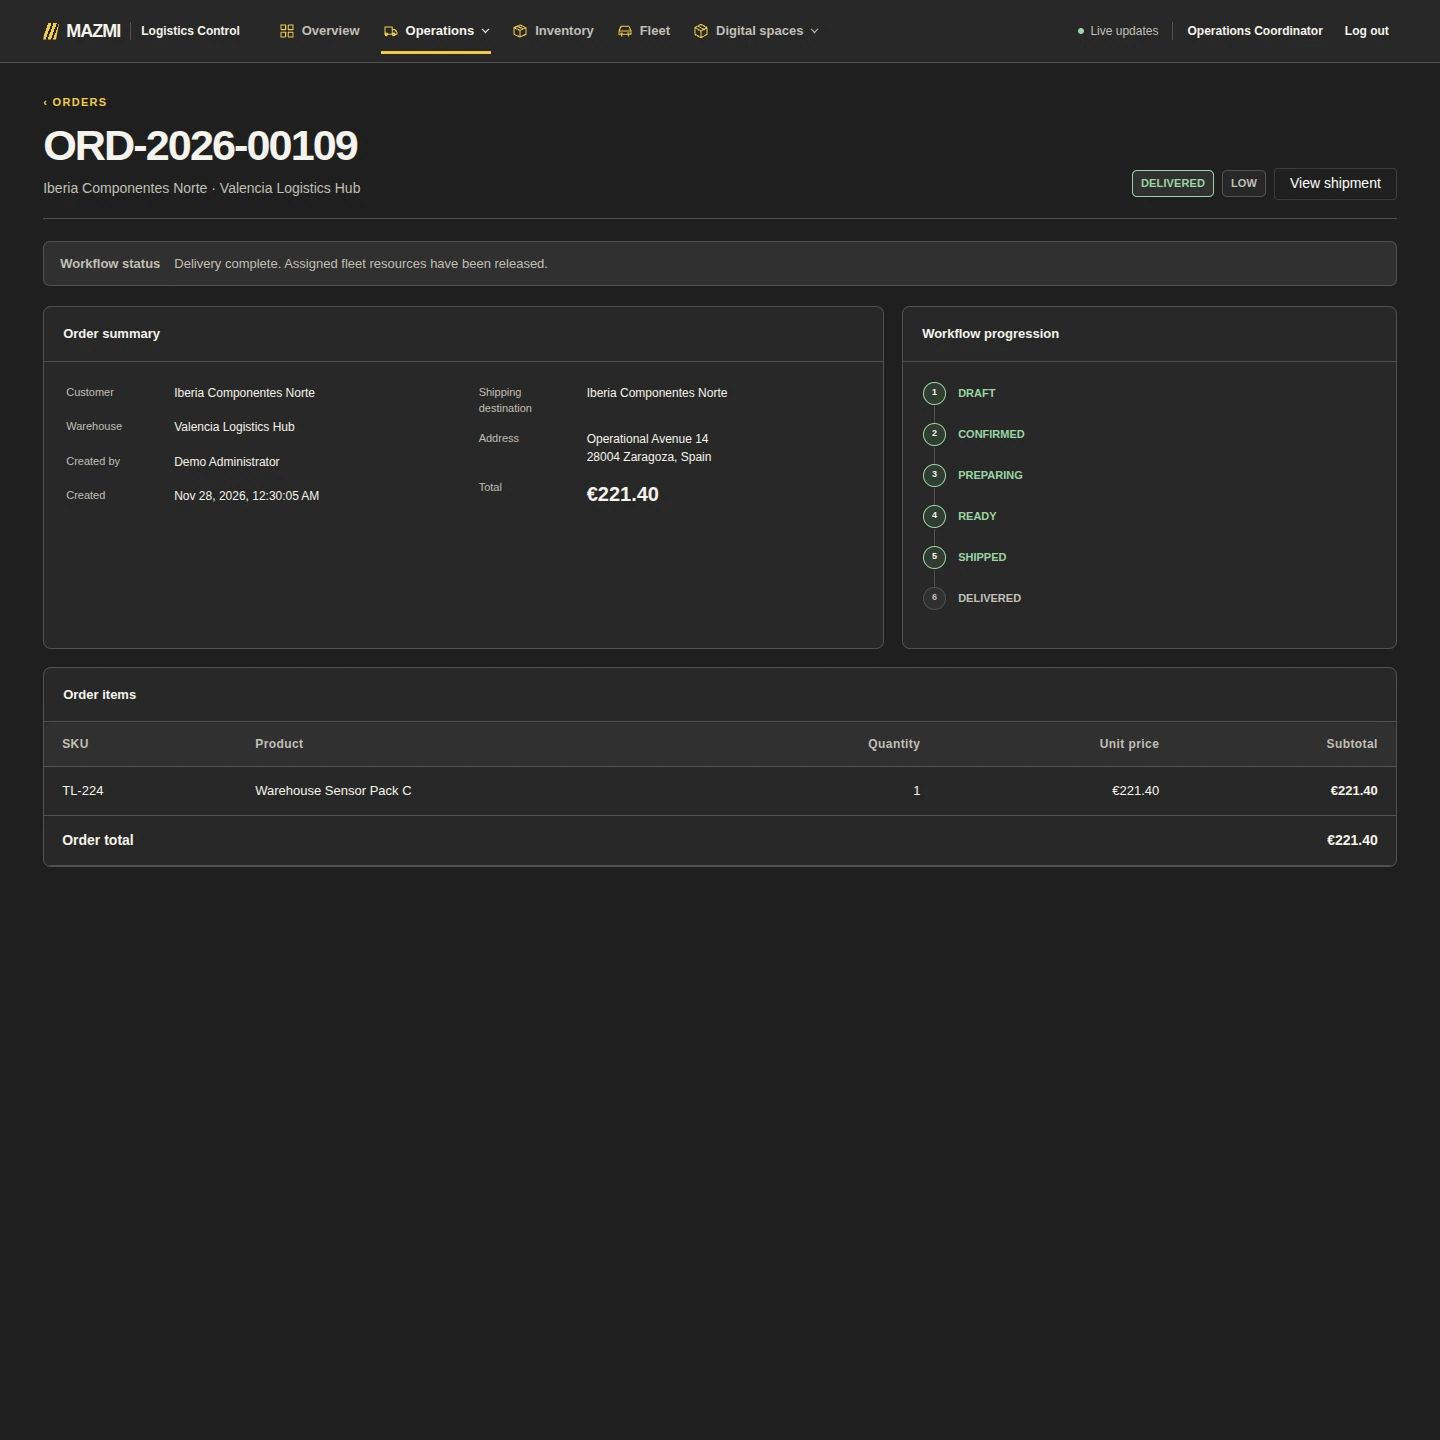 MAZMI Logistics Control Overview Operations Inventory Fleet Digital spaces Live updates Operations Coordinator Log out
‹ ORDERS
ORD-2026-00109
Iberia Componentes Norte · Valencia Logistics Hub
DELIVERED LOW View shipment
Workflow status Delivery complete. Assigned fleet resources have been released.
Order summary
Customer Iberia Componentes Norte
Warehouse Valencia Logistics Hub
Created by Demo Administrator
Created Nov 28, 2026, 12:30:05 AM
Shipping
destination
Iberia Componentes Norte
Address Operational Avenue 14
28004 Zaragoza, Spain
Total €221.40
Workflow progression
1 DRAFT
2 CONFIRMED
3 PREPARING
4 READY
5 SHIPPED
6 DELIVERED
Order items
SKU Product Quantity Unit price Subtotal
TL-224 Warehouse Sensor Pack C 1 €221.40 €221.40
Order total €221.40